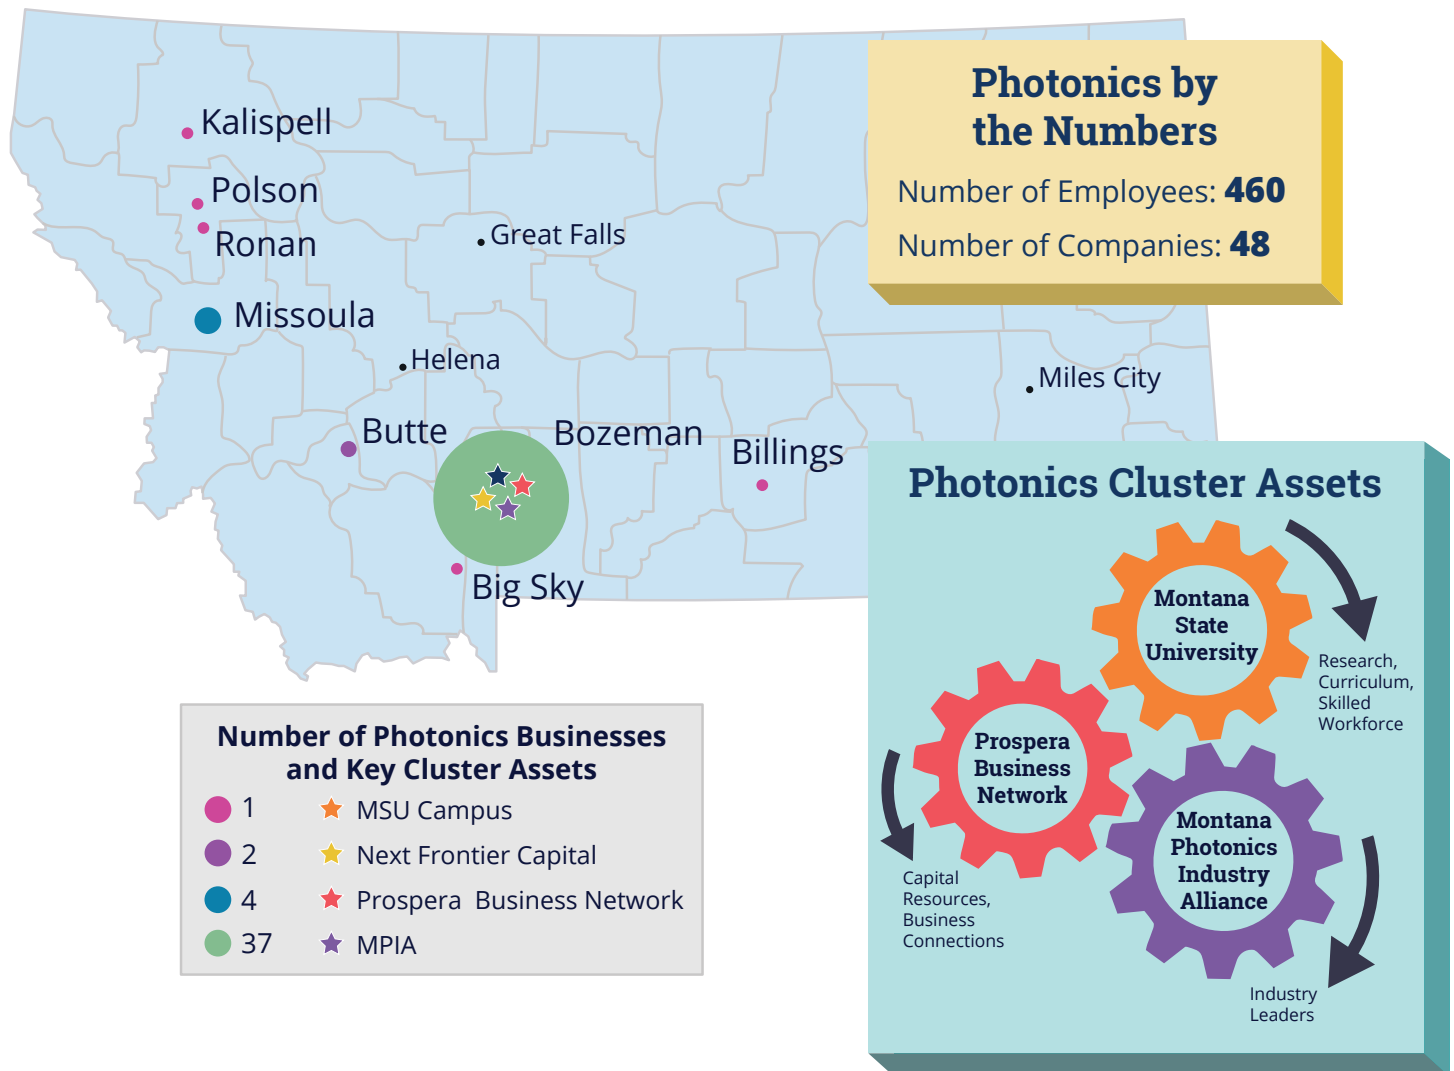 Kalispell
Polson
Ronan
Great Falls
Missoula
Helena
Miles City
Butte
Bozeman
Billings
Big Sky
Photonics by
the Numbers
Number of Employees: 460
Number of Companies: 48
Photonics Cluster Assets
Montana
State
University
Research,
Curriculum,
Skilled
Workforce
Prospera
Business
Network
Capital
Resources,
Business
Connections
Montana
Photonics
Industry
Alliance
Industry
Leaders
Number of Photonics Businesses
and Key Cluster Assets
1 MSU Campus
2 Next Frontier Capital
4 Prospera Business Network
37 MPIA